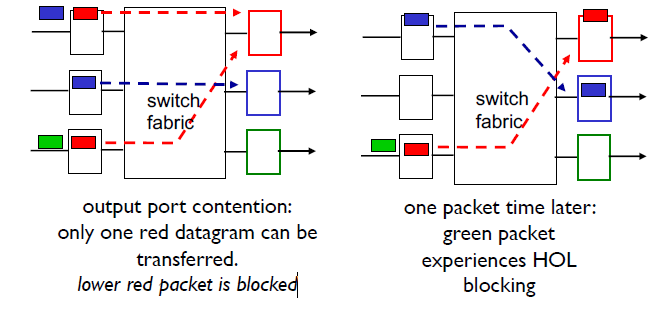 switch
fabric
output port contention:
only one red datagram can be
transferred.
lower red packet is blocked
switch
fabric
one packet time later:
green packet
experiences HOL
blocking